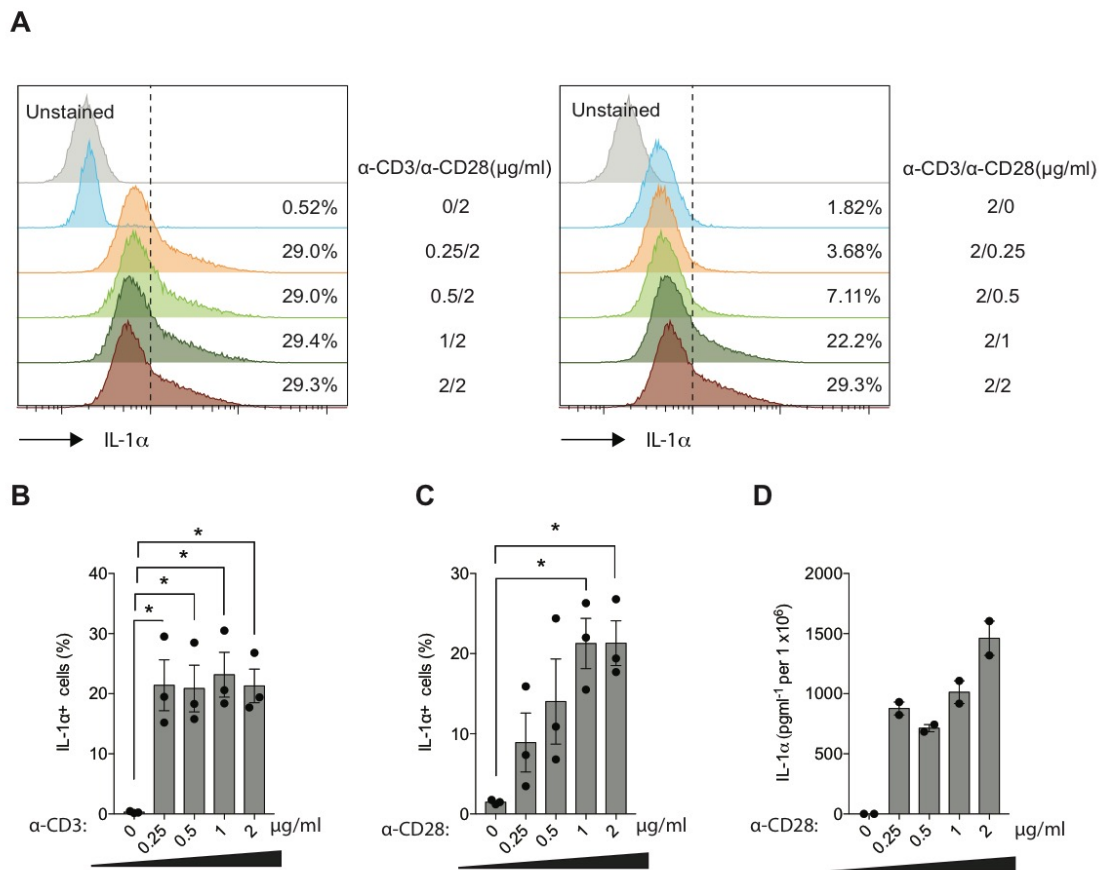 A
Unstained
α-CD3/α-CD28(μg/ml)
0.52% 0/2
29.0% 0.25/2
29.0% 0.5/2
29.4% 1/2
29.3% 2/2
IL-1α
Unstained
α-CD3/α-CD28(μg/ml)
1.82% 2/0
3.68% 2/0.25
7.11% 2/0.5
22.2% 2/1
29.3% 2/2
IL-1α
B
* * * *
IL-1α+ cells (%)
40
30
20
10
0
α-CD3: 0 0.25 0.5 1 2 μg/ml
C
* *
IL-1α+ cells (%)
30
20
10
0
α-CD28: 0 0.25 0.5 1 2 μg/ml
D
IL-1α (pgml⁻¹ per 1 x10⁶)
2000
1500
1000
500
0
α-CD28: 0 0.25 0.5 1 2 μg/ml